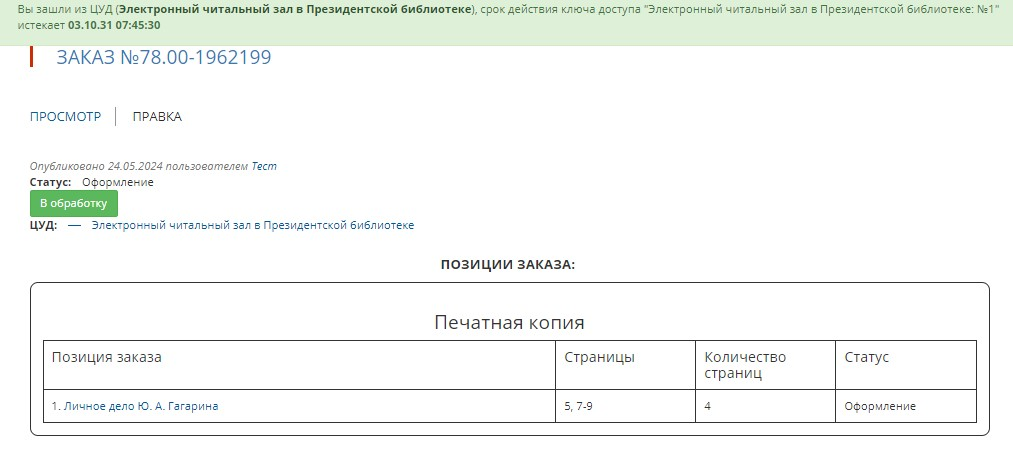 Вы зашли из ЦУД (Электронный читальный зал в Президентской библиотеке), срок действия ключа доступа "Электронный читальный зал в Президентской библиотеке: №1"
истекает 03.10.31 07:45:30
ЗАКАЗ №78.00-1962199
ПРОСМОТР ПРАВКА
Опубликовано 24.05.2024 пользователем Тест
Статус: Оформление
В обработку
ЦУД: — Электронный читальный зал в Президентской библиотеке
ПОЗИЦИИ ЗАКАЗА:
Печатная копия
Позиция заказа Страницы Количество страниц Статус
1. Личное дело Ю. А. Гагарина 5, 7-9 4 Оформление